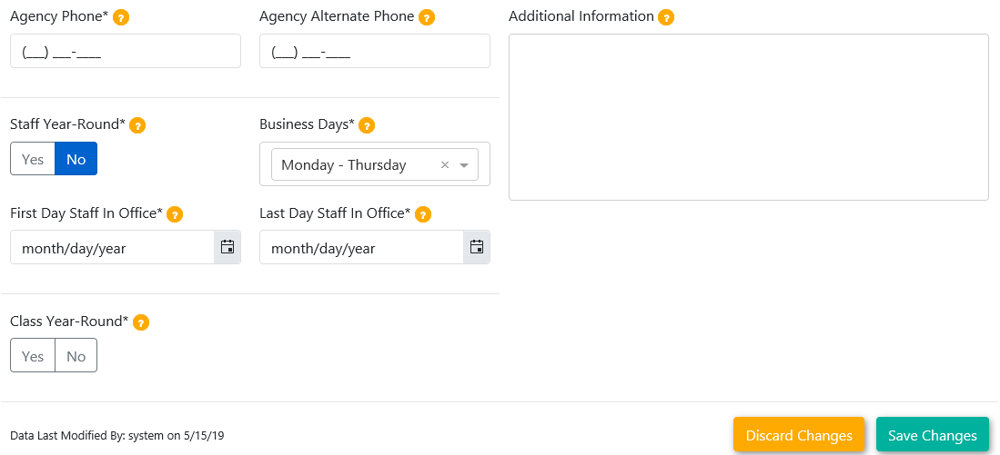 Agency Phone* ?
Agency Alternate Phone ?
Additional Information ?
(___) ___-____
(___) ___-____
Staff Year-Round* ?
Business Days* ?
Yes No
Monday - Thursday ×
First Day Staff In Office* ?
Last Day Staff In Office* ?
month/day/year
month/day/year
Class Year-Round* ?
Yes No
Data Last Modified By: system on 5/15/19
Discard Changes
Save Changes